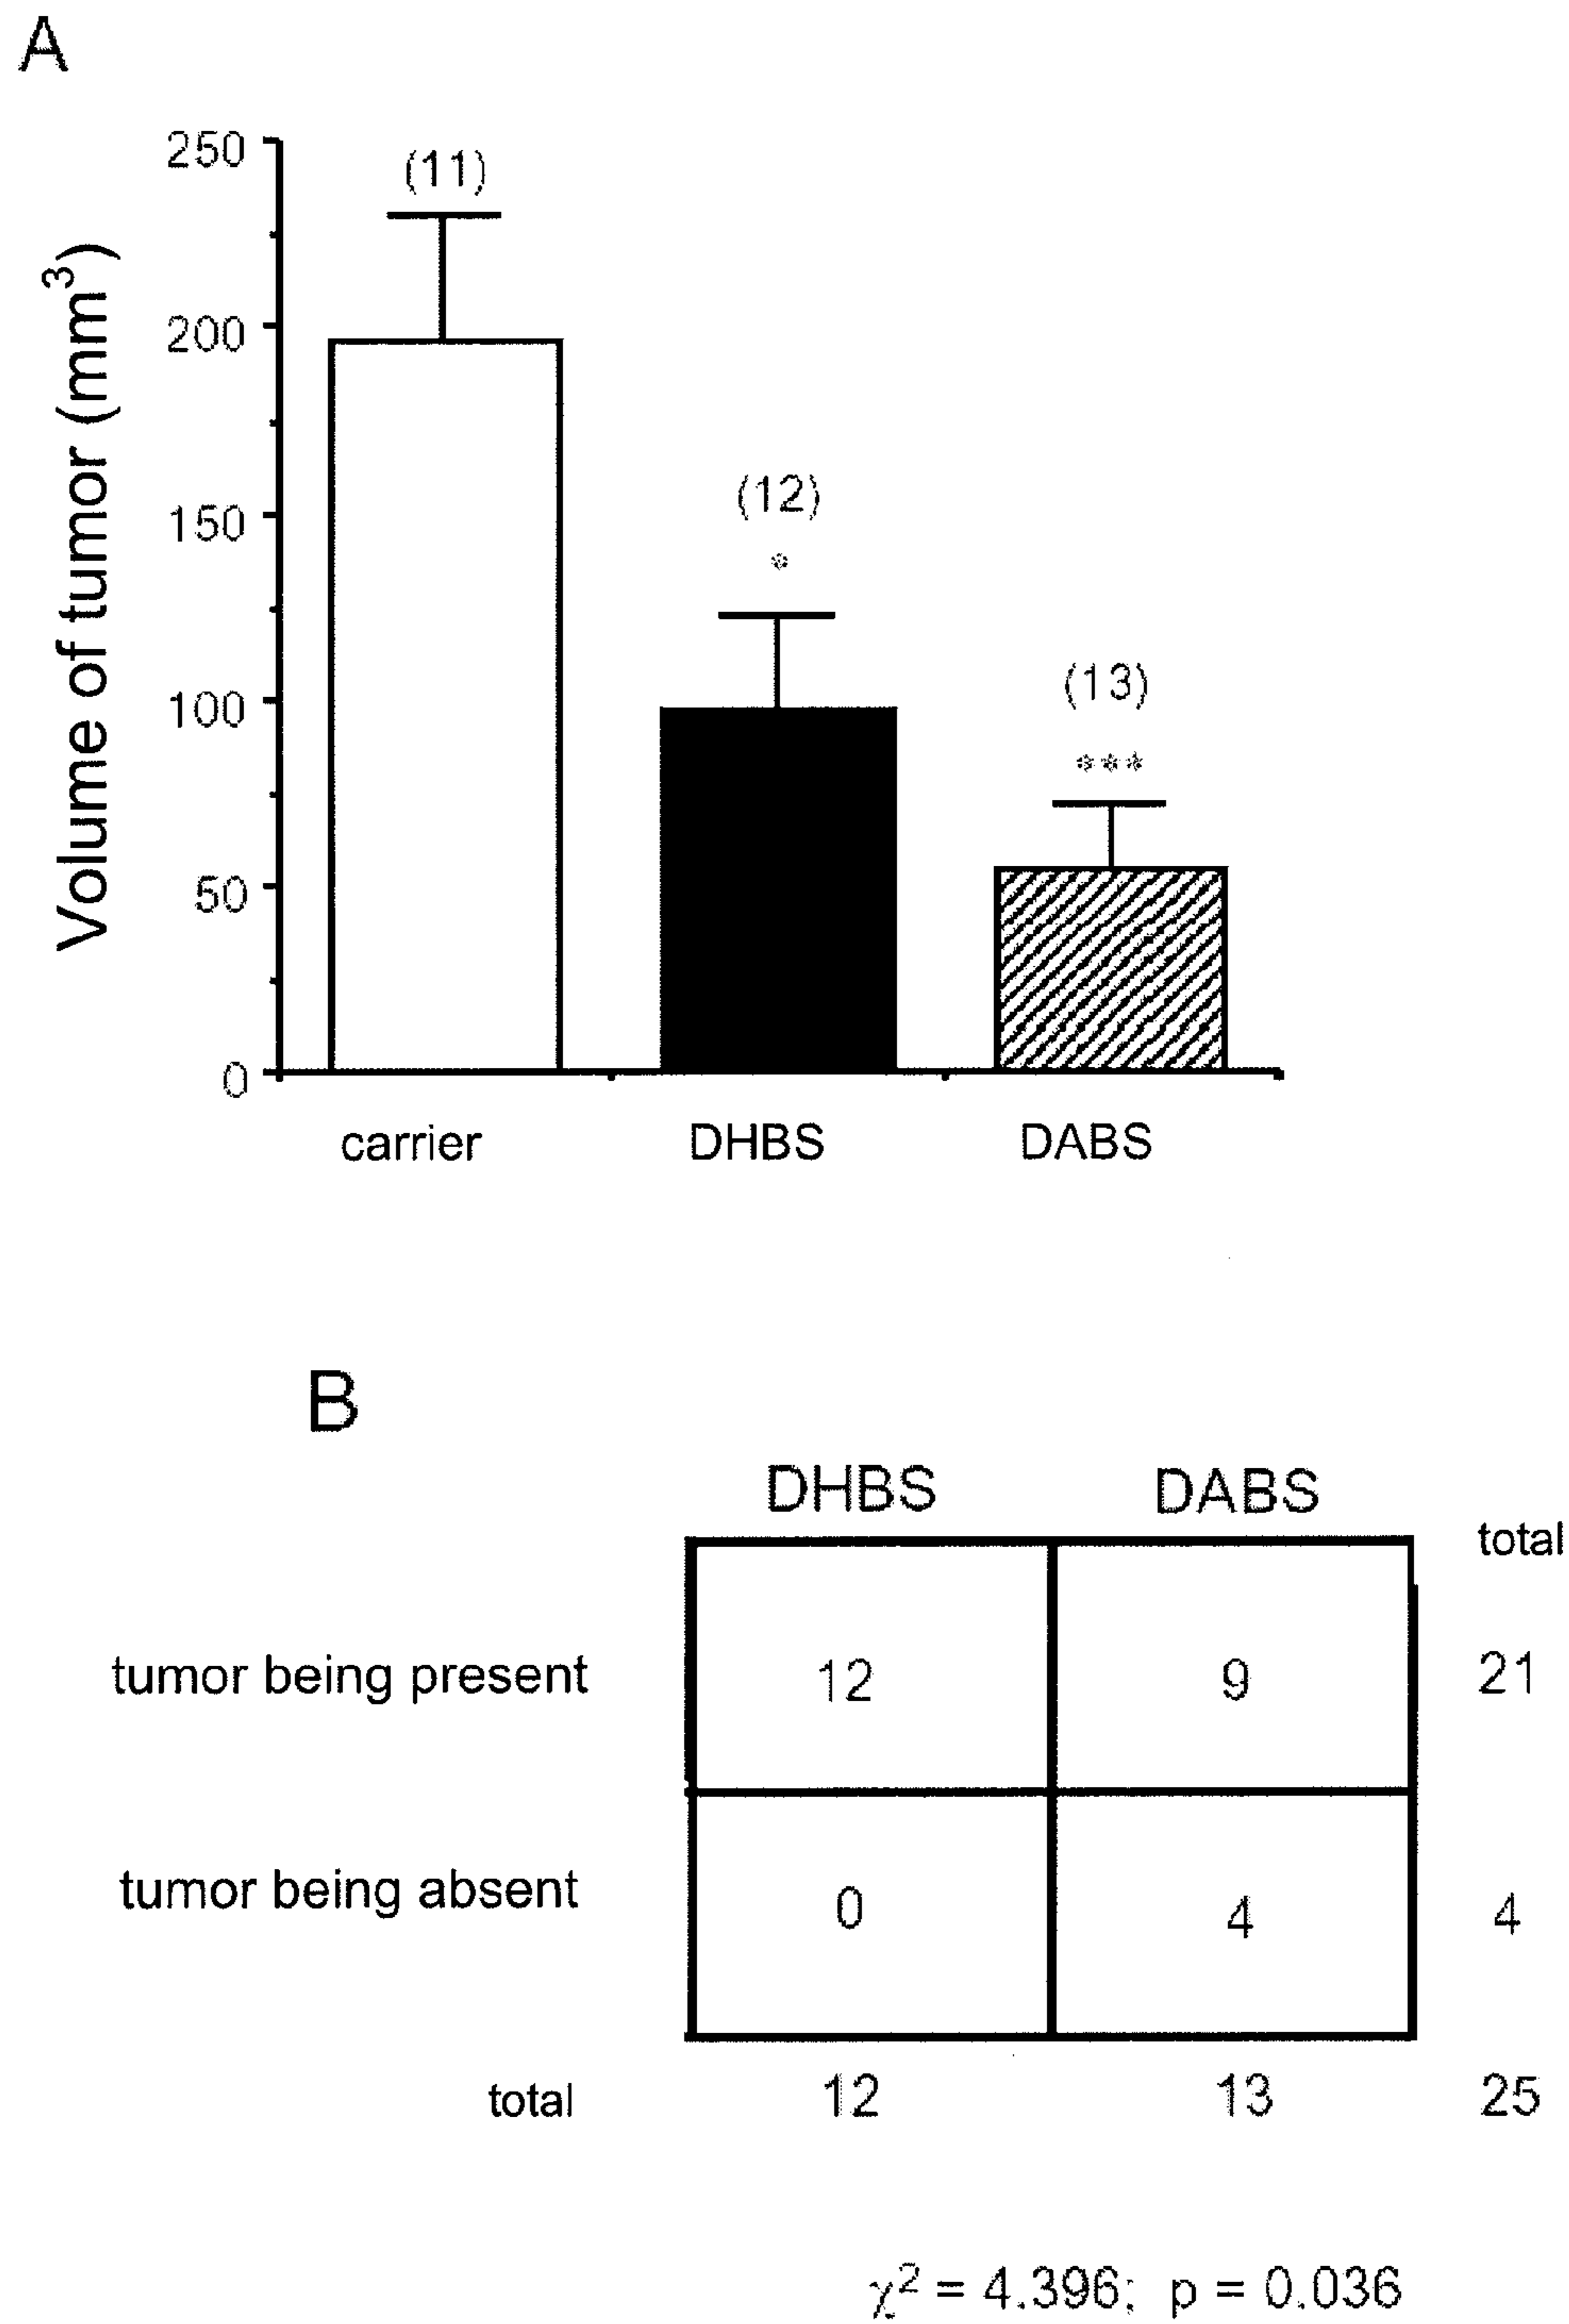 A
250
(11)
200
(12)
150
*
(13)
100
***
50
0
Volume of tumor (mm³)
carrier DHBS DABS
B
DHBS DABS
total
tumor being present 12 9 21
tumor being absent 0 4 4
total 12 13 25
χ² = 4.396; p = 0.036